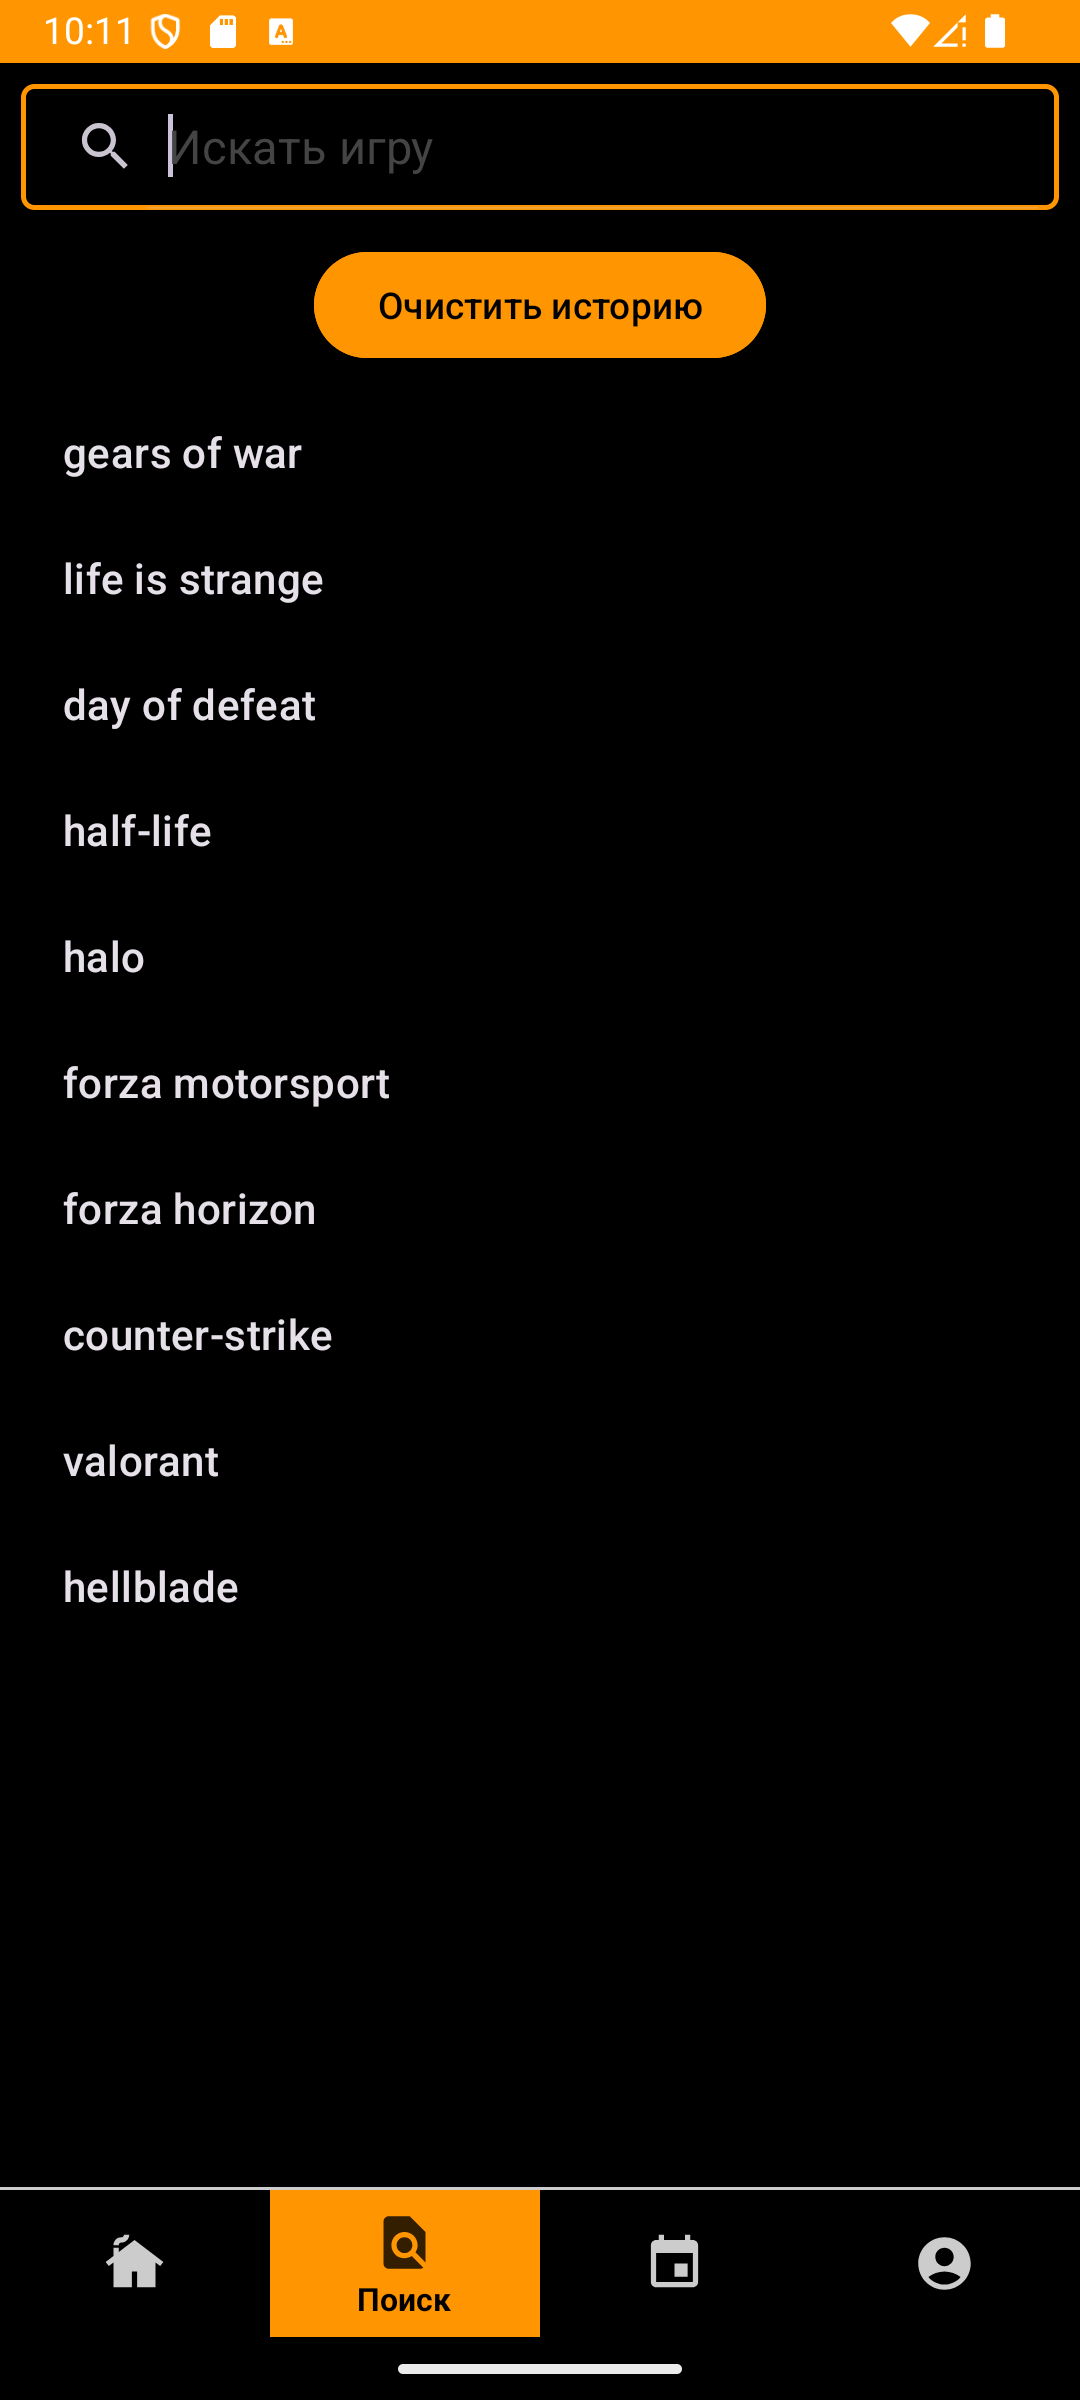 10:11
Искать игру
Очистить историю
gears of war
life is strange
day of defeat
half-life
halo
forza motorsport
forza horizon
counter-strike
valorant
hellblade
Поиск